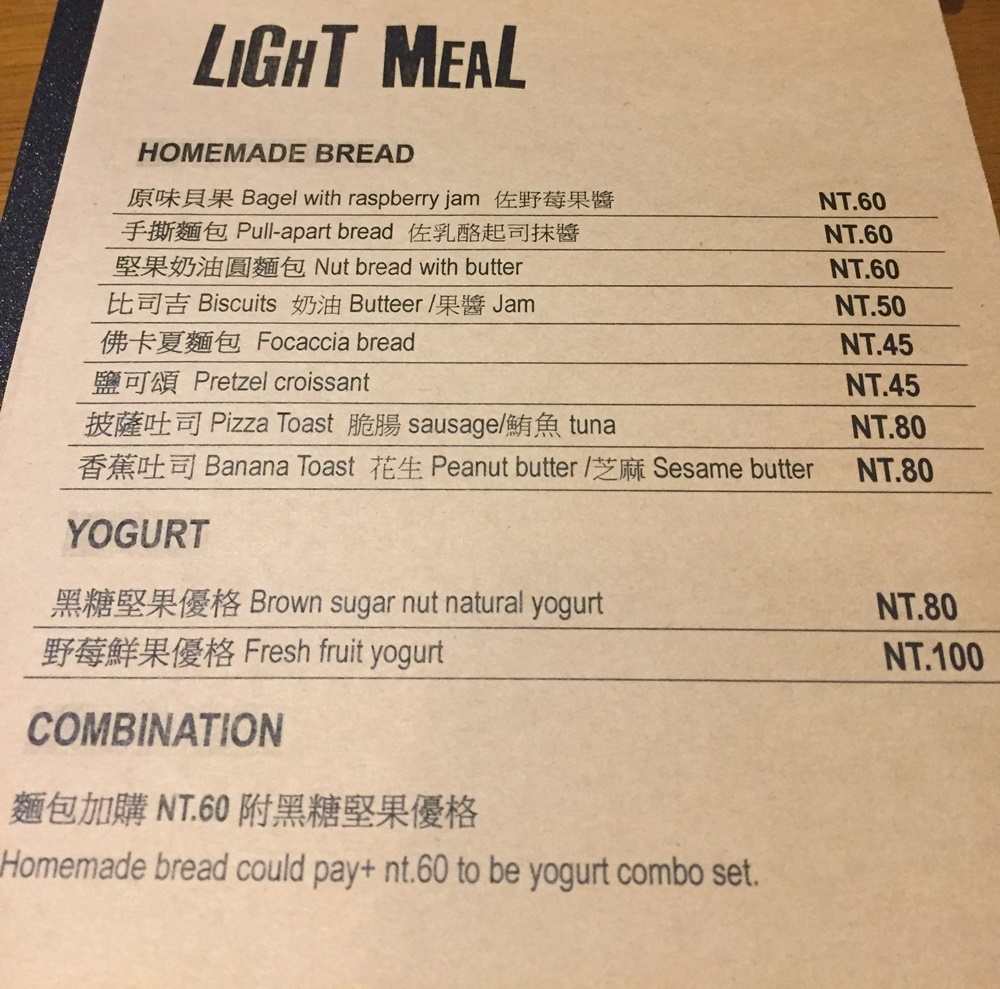 LiGHT MEAL
HOMEMADE BREAD
原味貝果 Bagel with raspberry jam 佐野莓果醬 NT.60
手撕麵包 Pull-apart bread 佐乳酪起司抹醬 NT.60
堅果奶油圓麵包 Nut bread with butter NT.60
比司吉 Biscuits 奶油 Butteer /果醬 Jam NT.50
佛卡夏麵包 Focaccia bread NT.45
鹽可頌 Pretzel croissant NT.45
披薩吐司 Pizza Toast 脆腸 sausage/鮪魚 tuna NT.80
香蕉吐司 Banana Toast 花生 Peanut butter /芝麻 Sesame butter NT.80
YOGURT
黑糖堅果優格 Brown sugar nut natural yogurt NT.80
野莓鮮果優格 Fresh fruit yogurt NT.100
COMBINATION
麵包加購 NT.60 附黑糖堅果優格
Homemade bread could pay+ nt.60 to be yogurt combo set.